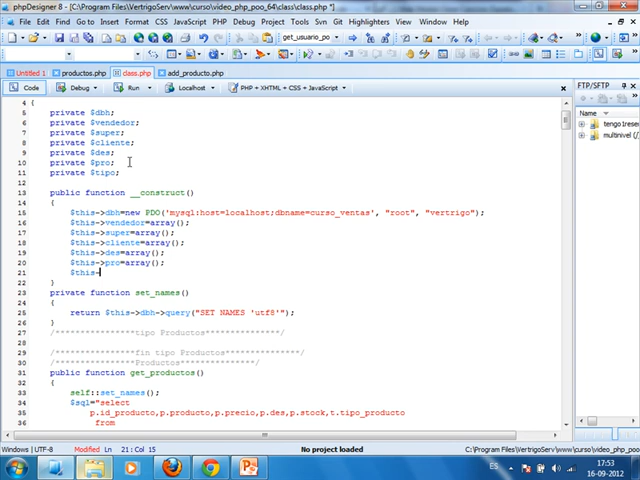 phpDesigner 8 - [C:\Program Files\VertrigoServ\www\curso\video_php_poo_64\class\class.php *]
File Edit Go to Insert Format CSS JavaScript PHP Debug Project Tools SVN Git Highlighters View Window Help
get_usuario_po
Untitled 1 productos.php class.php add_producto.php
Code Debug Run Localhost PHP + XHTML + CSS + JavaScript
FTP/SFTP
Name
tengo1rese
multinivel (
4 {
5 private $dbh;
6 private $vendedor;
7 private $super;
8 private $cliente;
9 private $des;
10 private $pro;
11 private $tipo;
12
13 public function __construct()
14 {
15 $this->dbh=new PDO('mysql:host=localhost;dbname=curso_ventas', "root", "vertrigo");
16 $this->vendedor=array();
17 $this->super=array();
18 $this->cliente=array();
19 $this->des=array();
20 $this->pro=array();
21 $this-
22 }
23 private function set_names()
24 {
25 return $this->dbh->query("SET NAMES 'utf8'");
26 }
27 /****************tipo Productos***************/
28
29 /****************fin tipo Productos***************/
30 /****************Productos***************/
31 public function get_productos()
32 {
33 self::set_names();
34 $sql="select
35 p.id_producto,p.producto,p.precio,p.des,p.stock,t.tipo_producto
36 from
Windows UTF-8 Modified Ln 21 : Col 15 No project loaded C:\Program Files\VertrigoServ\www\curso\video_php_poo
ES 17:53
16-09-2012